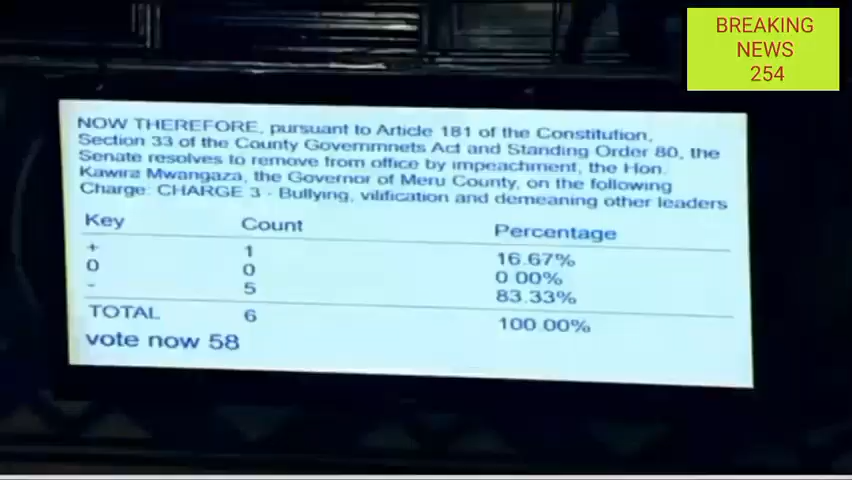 BREAKING
NEWS
254
NOW THEREFORE, pursuant to Article 181 of the Constitution,
Section 33 of the County Governmnets Act and Standing Order 80, the
Senate resolves to remove from office by impeachment, the Hon.
Kawira Mwangaza, the Governor of Meru County, on the following
Charge: CHARGE 3 - Bullying, vilification and demeaning other leaders
Key Count Percentage
+ 1 16.67%
0 0 0.00%
- 5 83.33%
TOTAL 6 100.00%
vote now 58